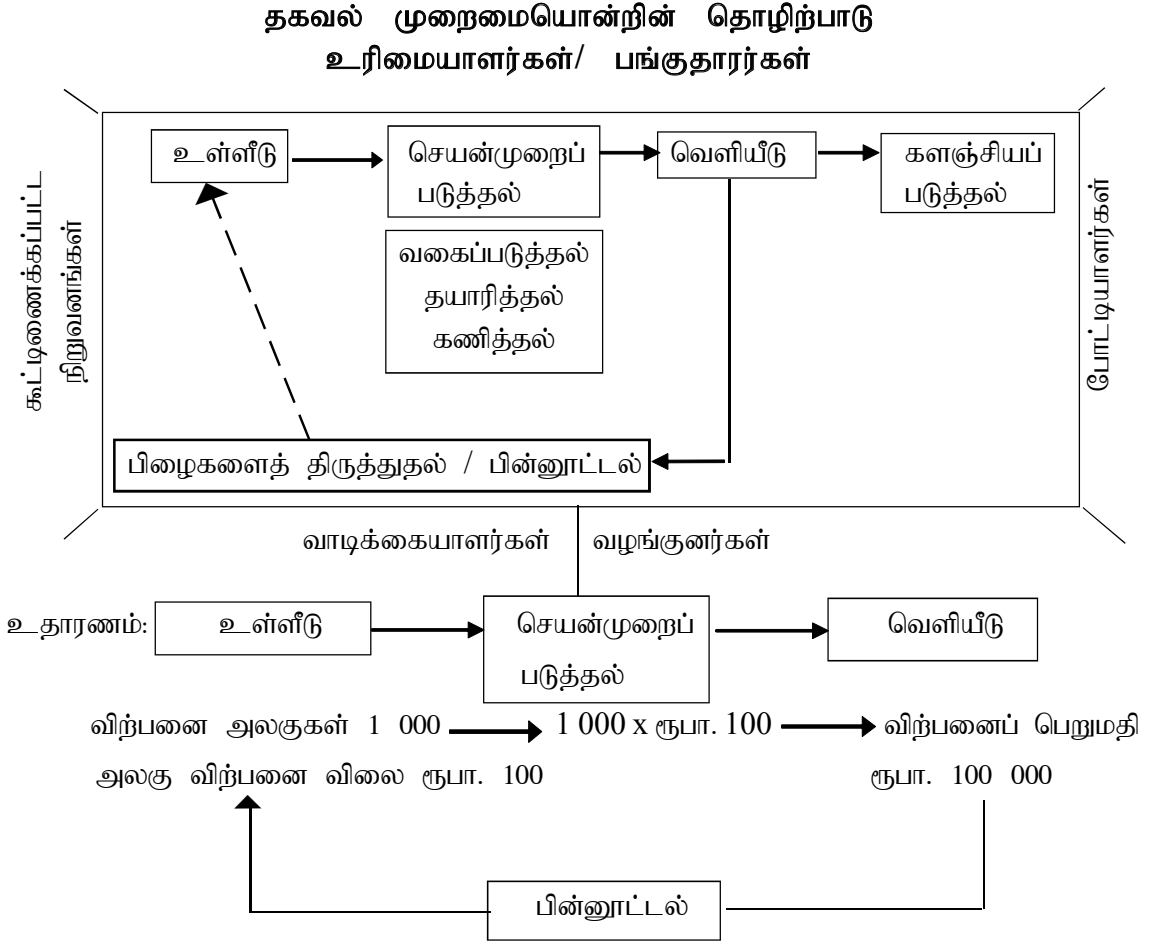 தகவல் முறைமையொன்றின் தொழிற்பாடு
உரிமையாளர்கள்/ பங்குதாரர்கள்
கூட்டிணைக்கப்பட்ட
நிறுவனங்கள்
உள்ளீடு
செயன்முறைப்
படுத்தல்
வெளியீடு
களஞ்சியப்
படுத்தல்
வகைப்படுத்தல்
தயாரித்தல்
கணித்தல்
போட்டியாளர்கள்
பிழைகளைத் திருத்துதல் / பின்னூட்டல்
வாடிக்கையாளர்கள் வழங்குனர்கள்
உதாரணம்: உள்ளீடு
செயன்முறைப்
படுத்தல்
வெளியீடு
விற்பனை அலகுகள் 1 000 1 000 x ரூபா. 100 விற்பனைப் பெறுமதி
அலகு விற்பனை விலை ரூபா. 100 ரூபா. 100 000
பின்னூட்டல்